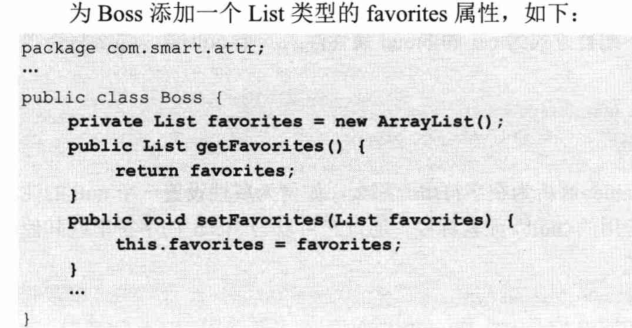 为 Boss 添加一个 List 类型的 favorites 属性，如下：
package com.smart.attr;
…
public class Boss {
    private List favorites = new ArrayList();
    public List getFavorites() {
        return favorites;
    }
    public void setFavorites(List favorites) {
        this.favorites = favorites;
    }
    …
}